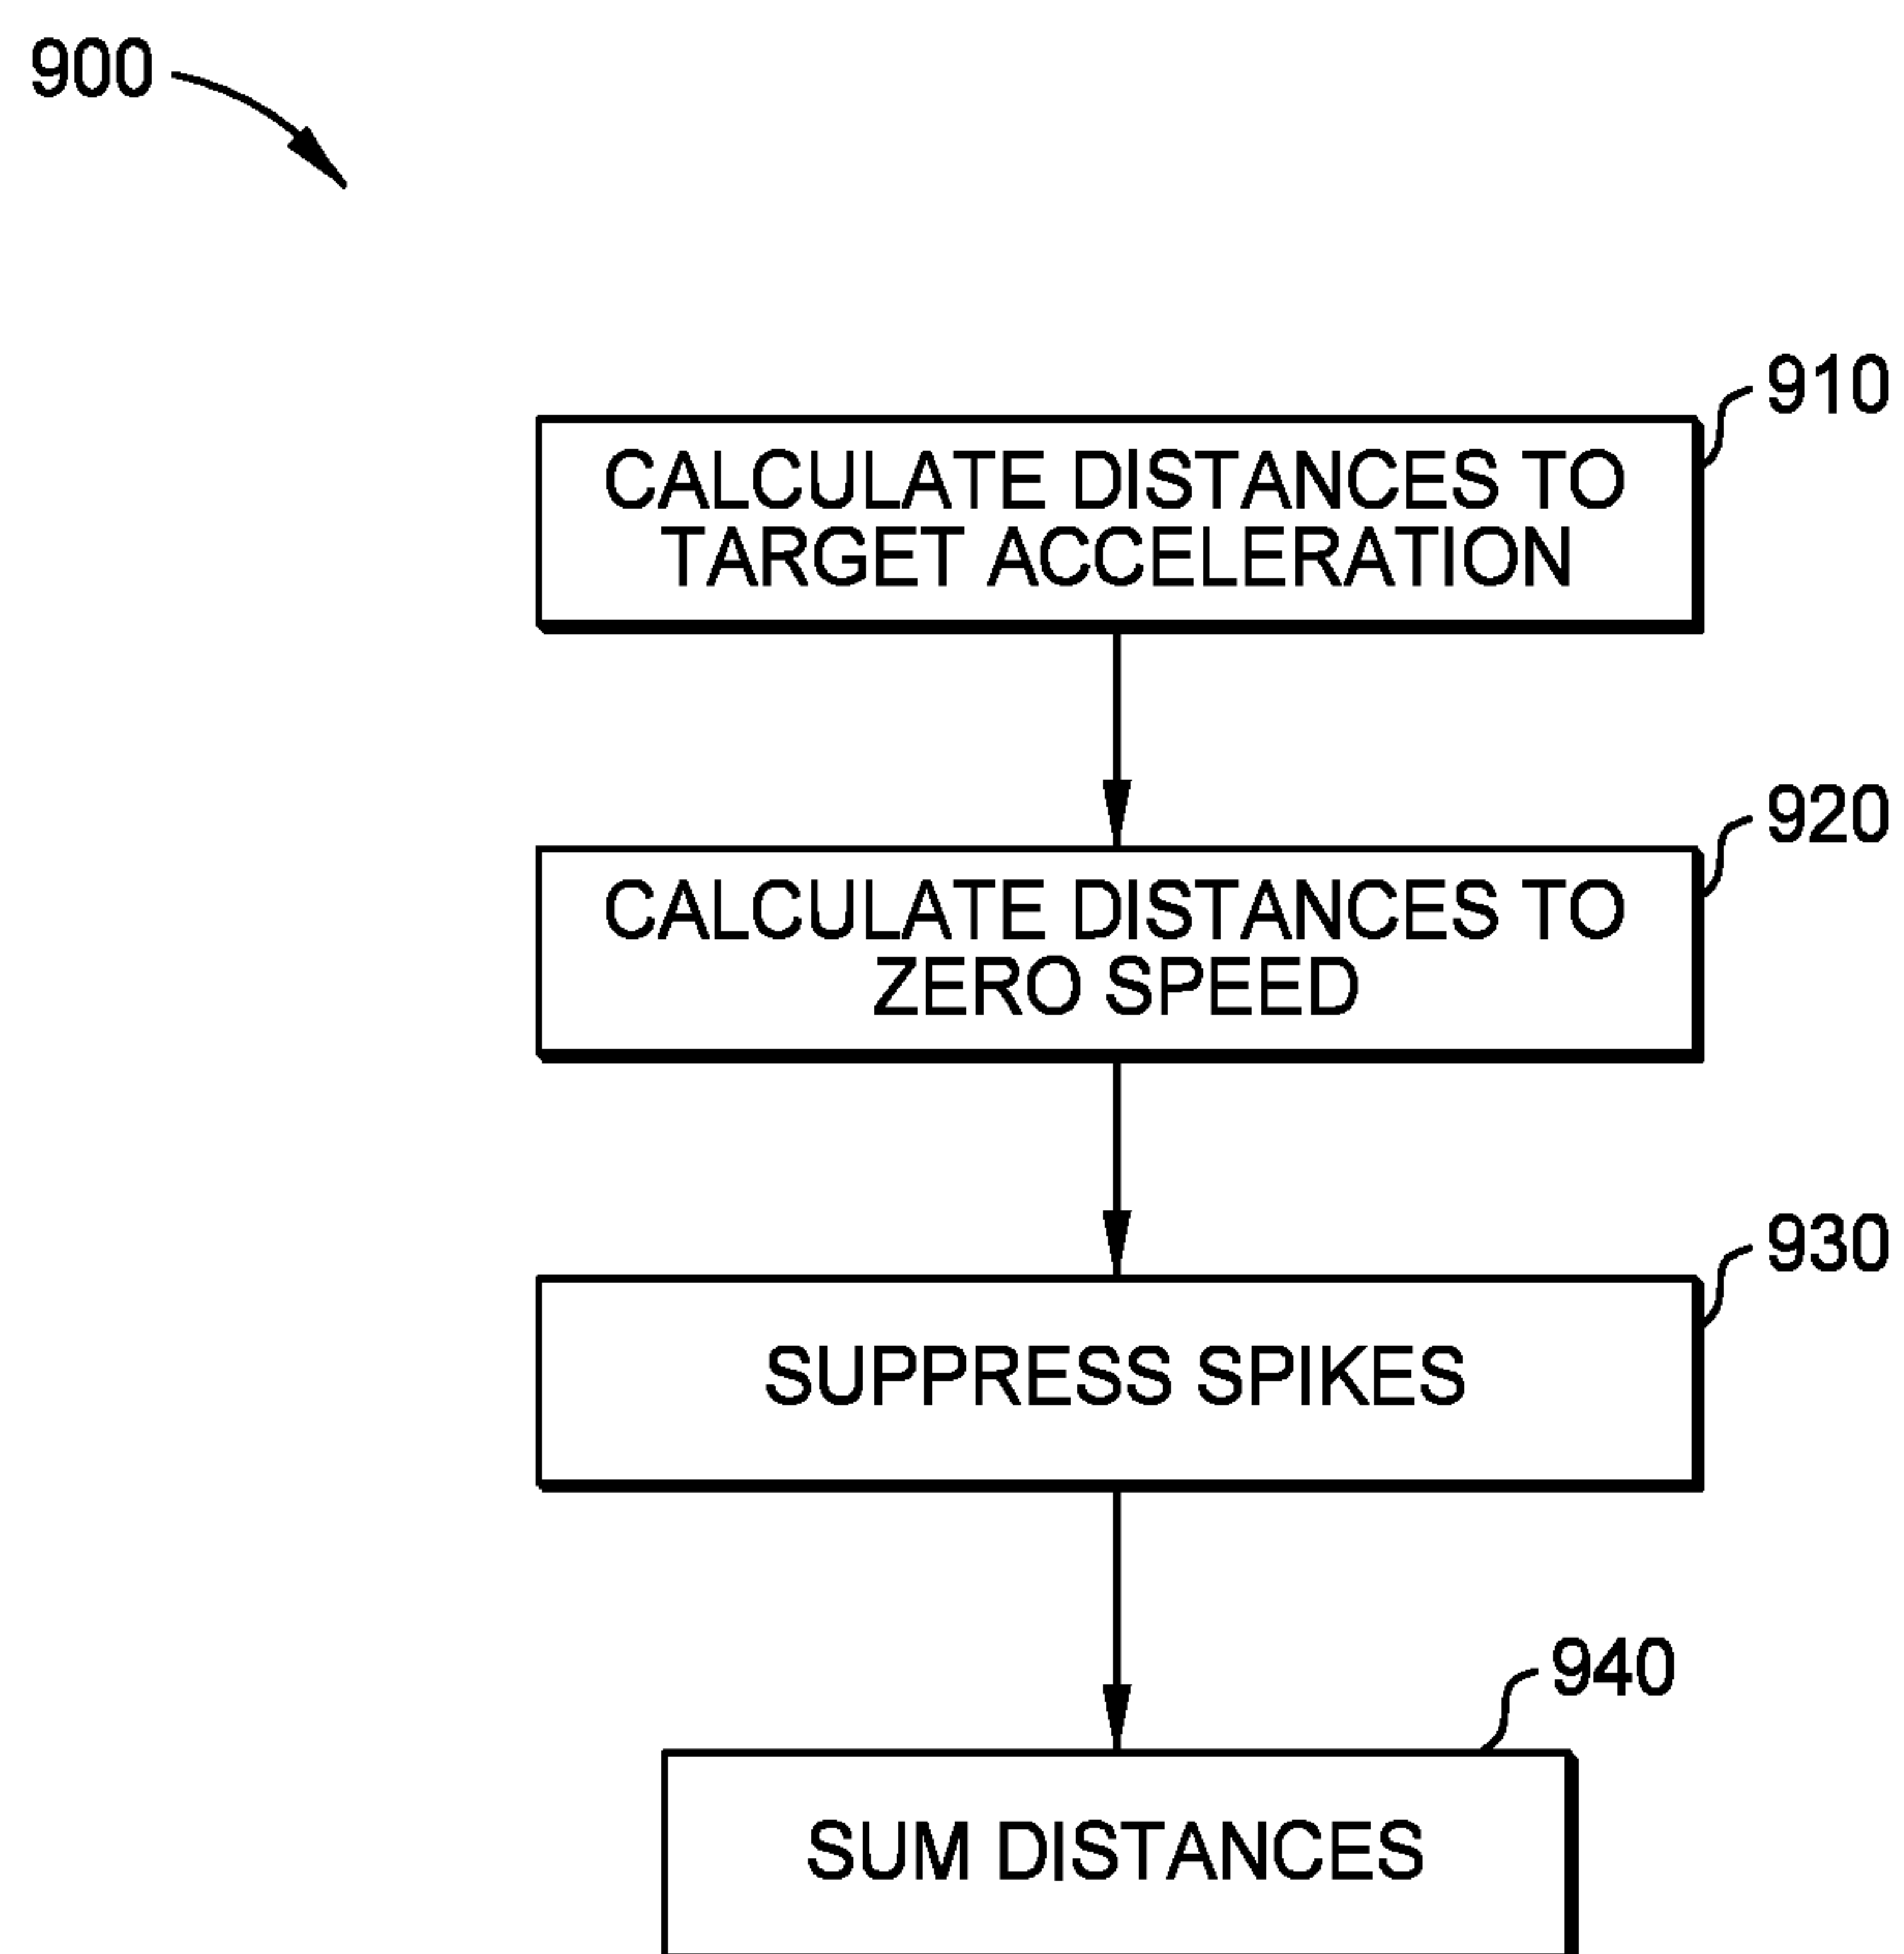 900
910
CALCULATE DISTANCES TO
TARGET ACCELERATION
920
CALCULATE DISTANCES TO
ZERO SPEED
930
SUPPRESS SPIKES
940
SUM DISTANCES